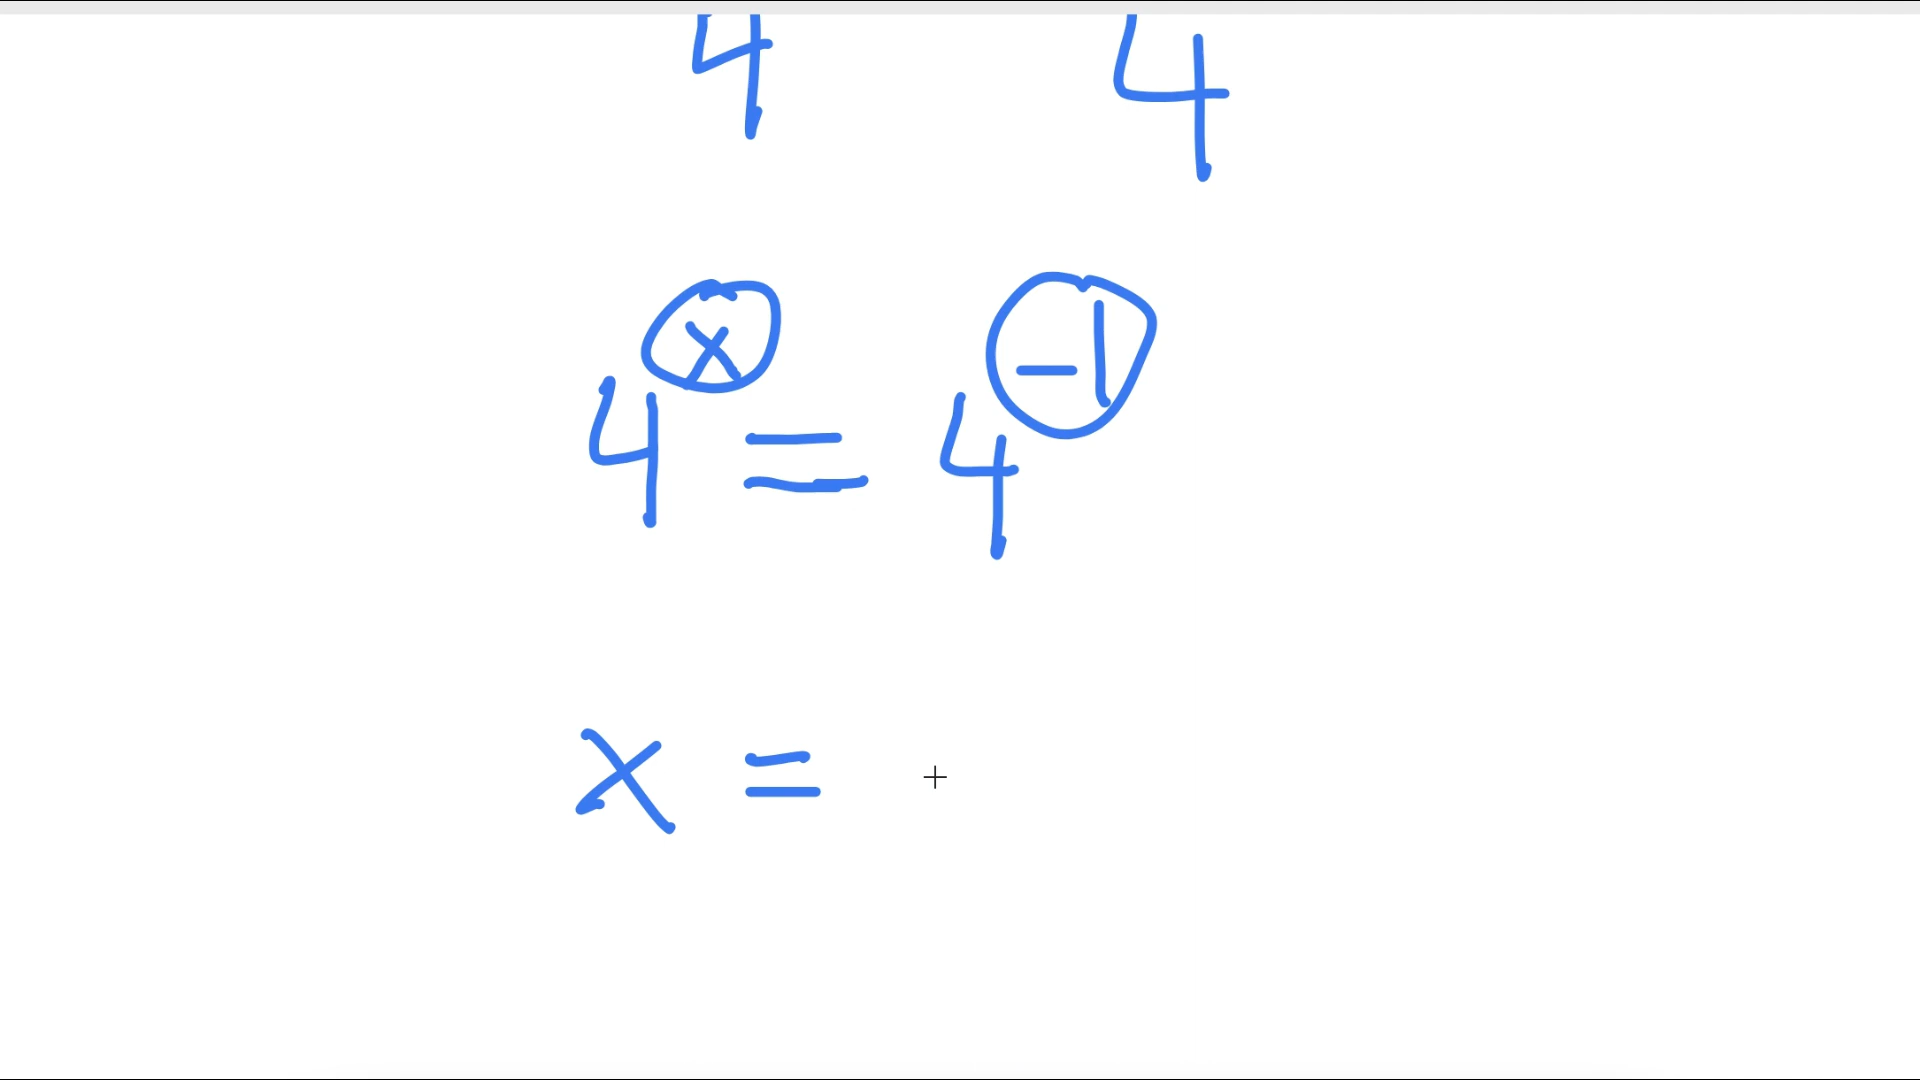 4 4
4^x = 4^-1
x =